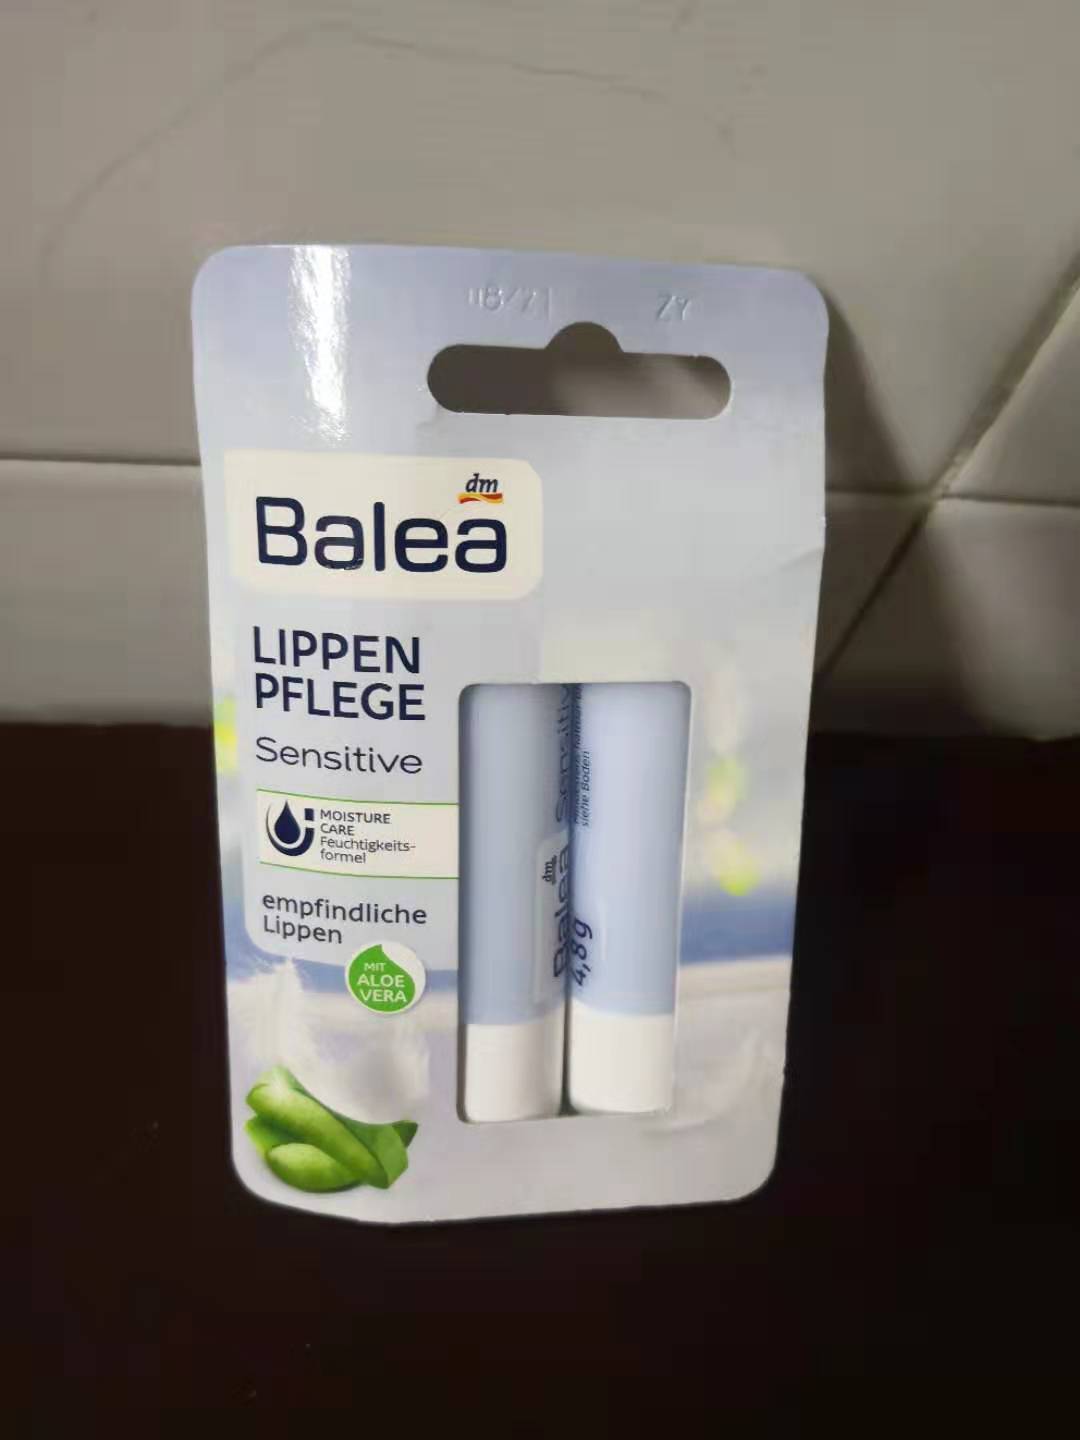 dm
Balea
LIPPEN
PFLEGE
Sensitive
MOISTURE
CARE
Feuchtigkeits-
formel
empfindliche
Lippen
MIT
ALOE
VERA
dm
Balea Sensitive
siehe Boden
4,8g